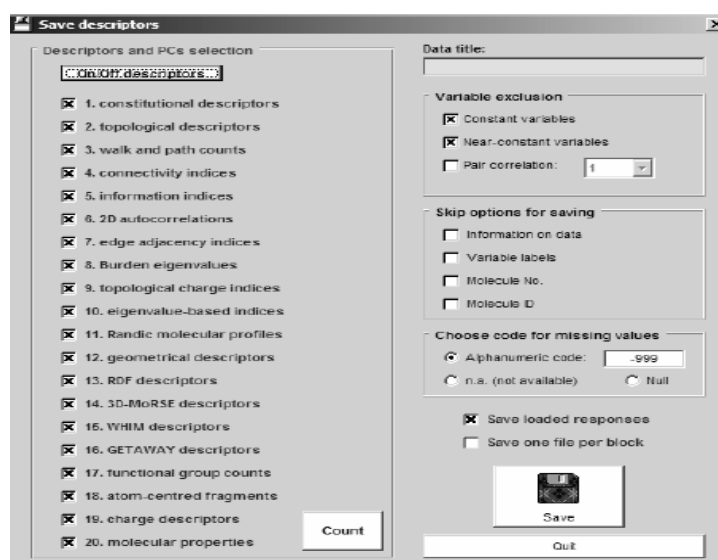 Save descriptors
Descriptors and PCs selection
On/Off descriptors
1. constitutional descriptors
2. topological descriptors
3. walk and path counts
4. connectivity indices
5. information indices
6. 2D autocorrelations
7. edge adjacency indices
8. Burden eigenvalues
9. topological charge indices
10. eigenvalue-based indices
11. Randic molecular profiles
12. geometrical descriptors
13. RDF descriptors
14. 3D-MoRSE descriptors
15. WHIM descriptors
16. GETAWAY descriptors
17. functional group counts
18. atom-centred fragments
19. charge descriptors
20. molecular properties
Count
Data title:
Variable exclusion
Constant variables
Near-constant variables
Pair correlation: 1
Skip options for saving
Information on data
Variable labels
Molecule No.
Molecule ID
Choose code for missing values
Alphanumeric code: -999
n.a. (not available) Null
Save loaded responses
Save one file per block
Save
Quit